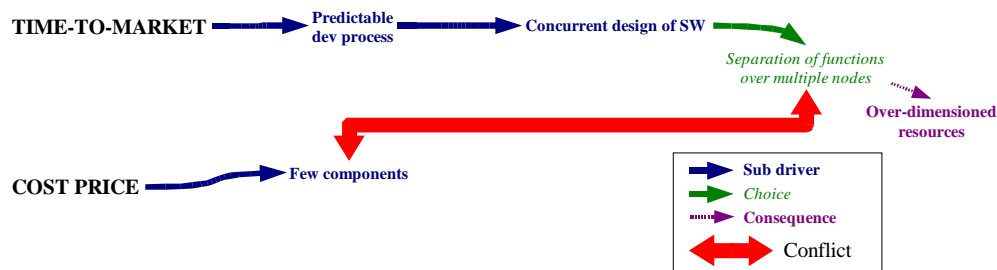 TIME-TO-MARKET
Predictable
dev process
Concurrent design of SW
Separation of functions
over multiple nodes
Over-dimensioned
resources
COST PRICE
Few components
Sub driver
Choice
Consequence
Conflict